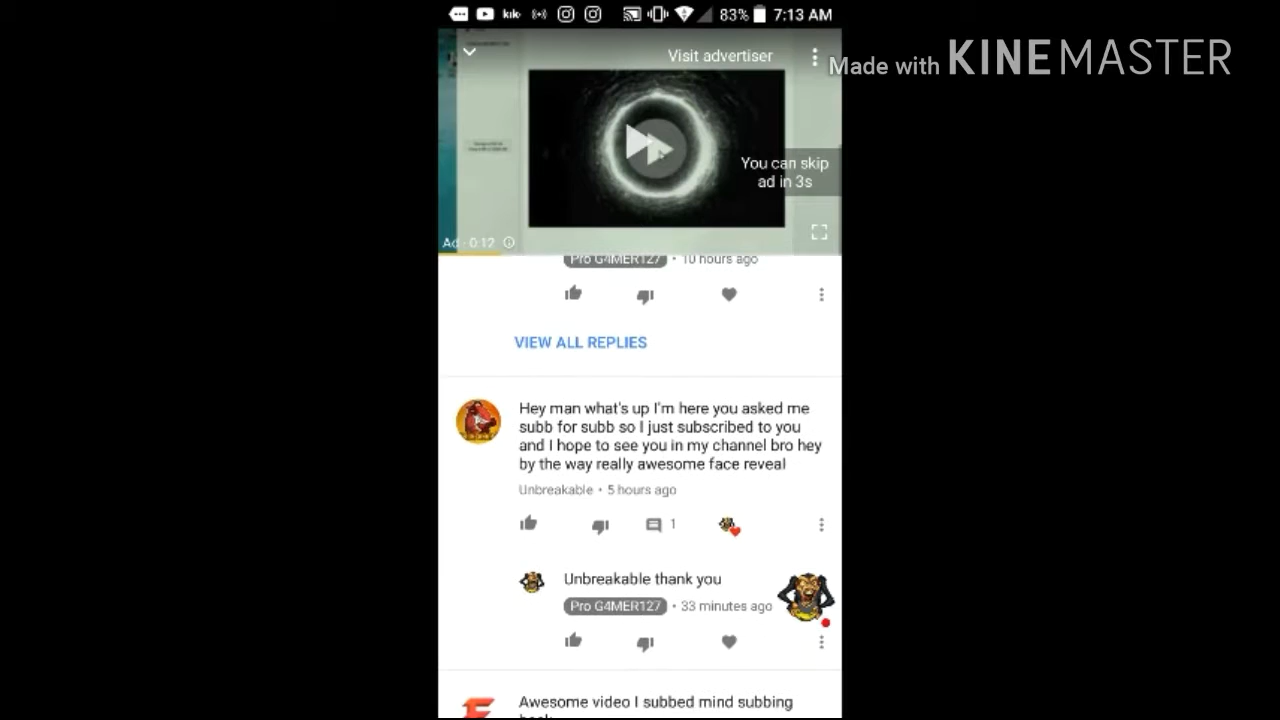 kik
83% 7:13 AM
Visit advertiser
Made with KINEMASTER
You can skip
ad in 3s
Ad · 0:12
Pro G4MER127 • 10 hours ago
VIEW ALL REPLIES
Hey man what's up I'm here you asked me
subb for subb so I just subscribed to you
and I hope to see you in my channel bro hey
by the way really awesome face reveal
Unbreakable • 5 hours ago
1
Unbreakable thank you
Pro G4MER127 • 33 minutes ago
Awesome video I subbed mind subbing